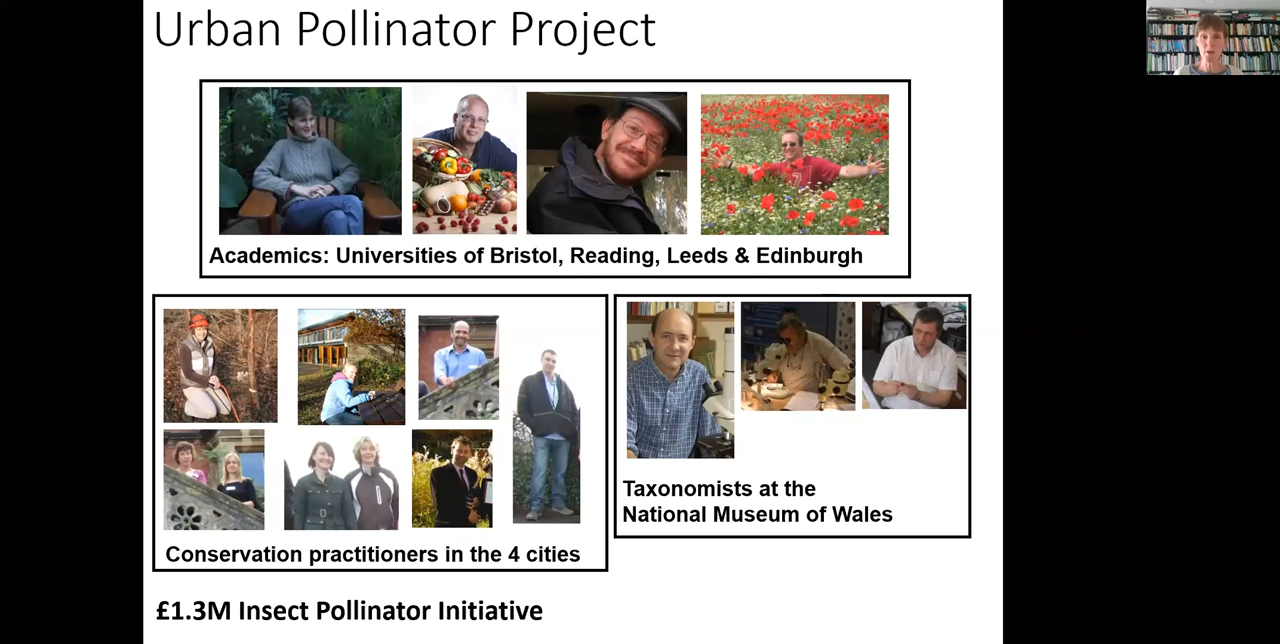 Urban Pollinator Project
Academics: Universities of Bristol, Reading, Leeds & Edinburgh
Conservation practitioners in the 4 cities
Taxonomists at the
National Museum of Wales
£1.3M Insect Pollinator Initiative